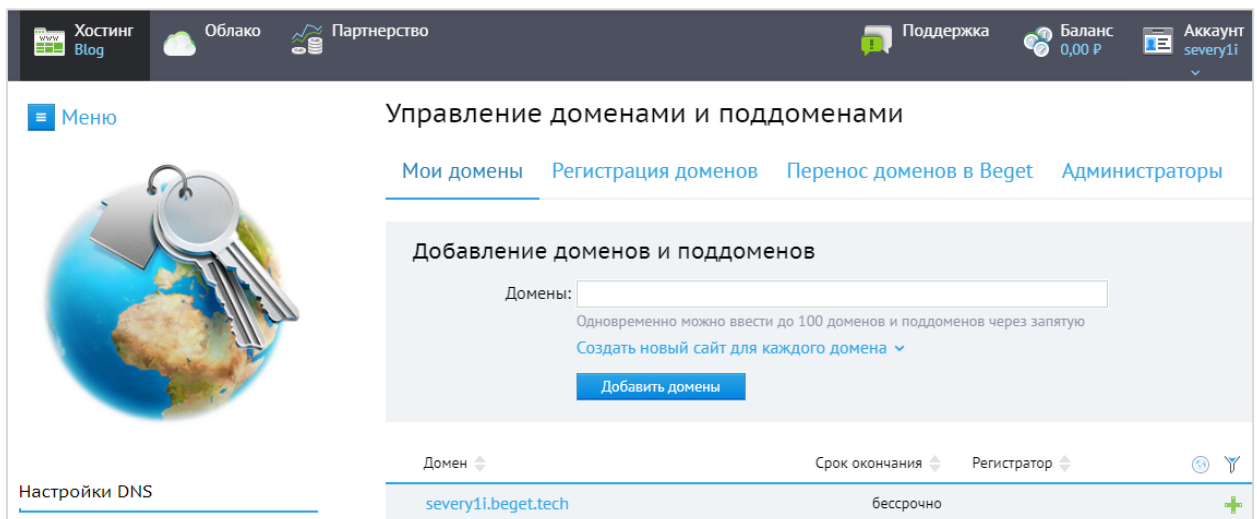 Хостинг
Blog
Облако
Партнерство
Поддержка
Баланс
0,00 ₽
Аккаунт
severy1i
Меню
Управление доменами и поддоменами
Мои домены Регистрация доменов Перенос доменов в Beget Администраторы
Добавление доменов и поддоменов
Домены:
Одновременно можно ввести до 100 доменов и поддоменов через запятую
Создать новый сайт для каждого домена
Добавить домены
Домен Срок окончания Регистратор
severy1i.beget.tech бессрочно
Настройки DNS